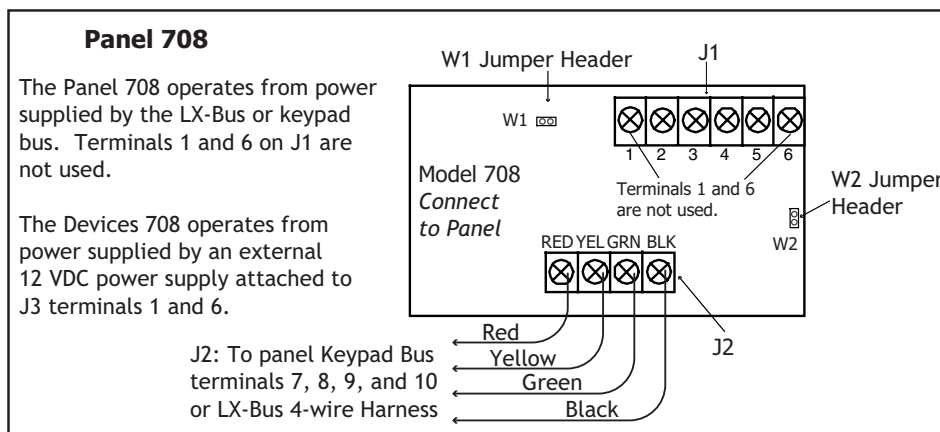 Panel 708
The Panel 708 operates from power
supplied by the LX-Bus or keypad
bus. Terminals 1 and 6 on J1 are
not used.
The Devices 708 operates from
power supplied by an external
12 VDC power supply attached to
J3 terminals 1 and 6.
W1 Jumper Header
J1
W1
1 2 3 4 5 6
Model 708
Connect
to Panel
Terminals 1 and 6
are not used.
W2 Jumper
Header
W2
RED YEL GRN BLK
J2
Red
Yellow
Green
Black
J2: To panel Keypad Bus
terminals 7, 8, 9, and 10
or LX-Bus 4-wire Harness